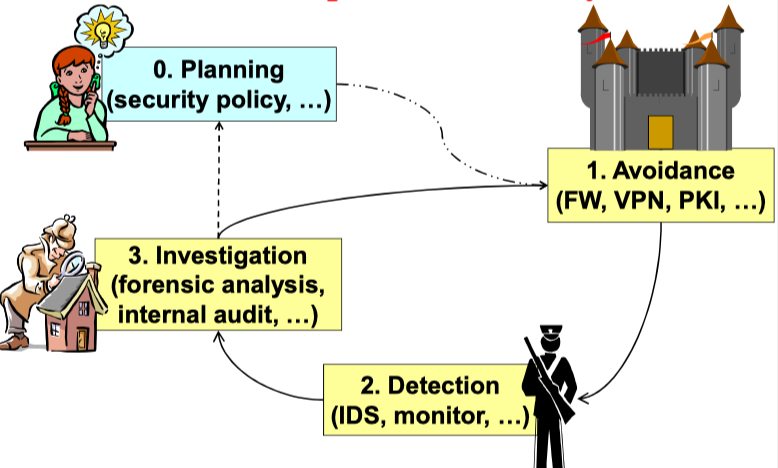 0. Planning
(security policy, …)
1. Avoidance
(FW, VPN, PKI, …)
3. Investigation
(forensic analysis,
internal audit, …)
2. Detection
(IDS, monitor, …)